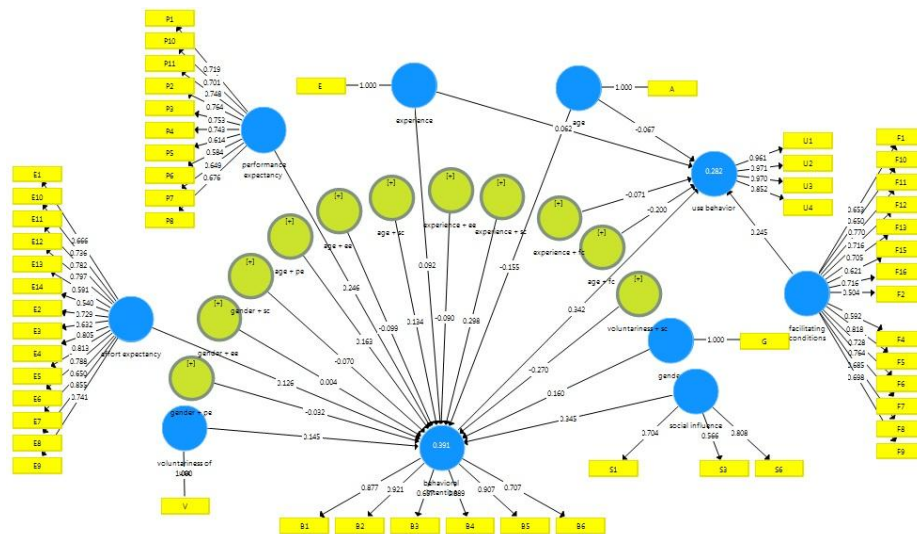 P1
P10
P11
P2
P3
P4
P5
P6
P7
P8
0.719
0.701
0.748
0.764
0.753
0.743
0.614
0.584
0.649
0.676
performance
expectancy
E
1.000
experience
A
1.000
age
0.062
-0.067
0.282
use behavior
U1
U2
U3
U4
0.961
0.971
0.970
0.852
F1
F10
F11
F12
F13
F15
F16
F2
F4
F5
F6
F7
F8
F9
0.650
0.770
0.716
0.705
0.621
0.716
0.504
0.592
0.818
0.728
0.764
0.685
0.698
facilitating
conditions
0.245
E1
E10
E11
E12
E13
E14
E2
E3
E4
E5
E6
E7
E8
E9
0.666
0.736
0.782
0.797
0.591
0.540
0.729
0.632
0.805
0.813
0.788
0.650
0.855
0.741
effort expectancy
[+]
gender + pe
[+]
gender + ee
[+]
gender + sc
[+]
age + pe
[+]
age + ee
[+]
age + sc
[+]
experience + ee
[+]
experience + sc
[+]
experience + fc
[+]
age + fc
[+]
voluntariness + sc
-0.071
-0.200
0.092
-0.155
0.246
0.163
-0.099
0.134
-0.090
0.298
0.342
-0.270
-0.070
0.004
0.126
-0.032
0.145
0.160
0.345
1.000
G
social influence
0.704
0.566
0.808
S1
S3
S6
voluntariness of
V
0.391
behavioral
0.877
0.921
0.907
0.707
B1
B2
B3
B4
B5
B6